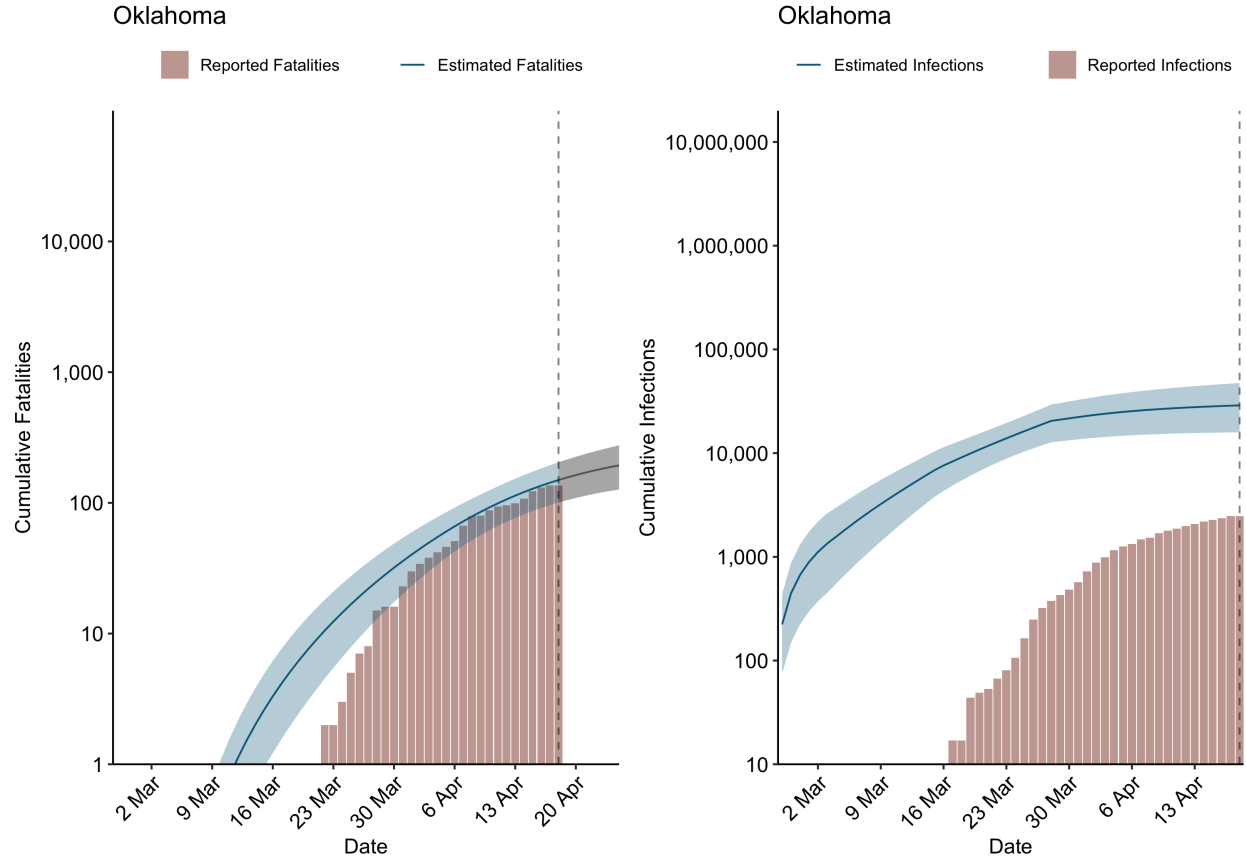 Oklahoma
Reported Fatalities
Estimated Fatalities
Cumulative Fatalities
10,000
1,000
100
10
1
2 Mar
9 Mar
16 Mar
23 Mar
30 Mar
6 Apr
13 Apr
20 Apr
Date
Oklahoma
Estimated Infections
Reported Infections
Cumulative Infections
10,000,000
1,000,000
100,000
10,000
1,000
100
10
2 Mar
9 Mar
16 Mar
23 Mar
30 Mar
6 Apr
13 Apr
Date